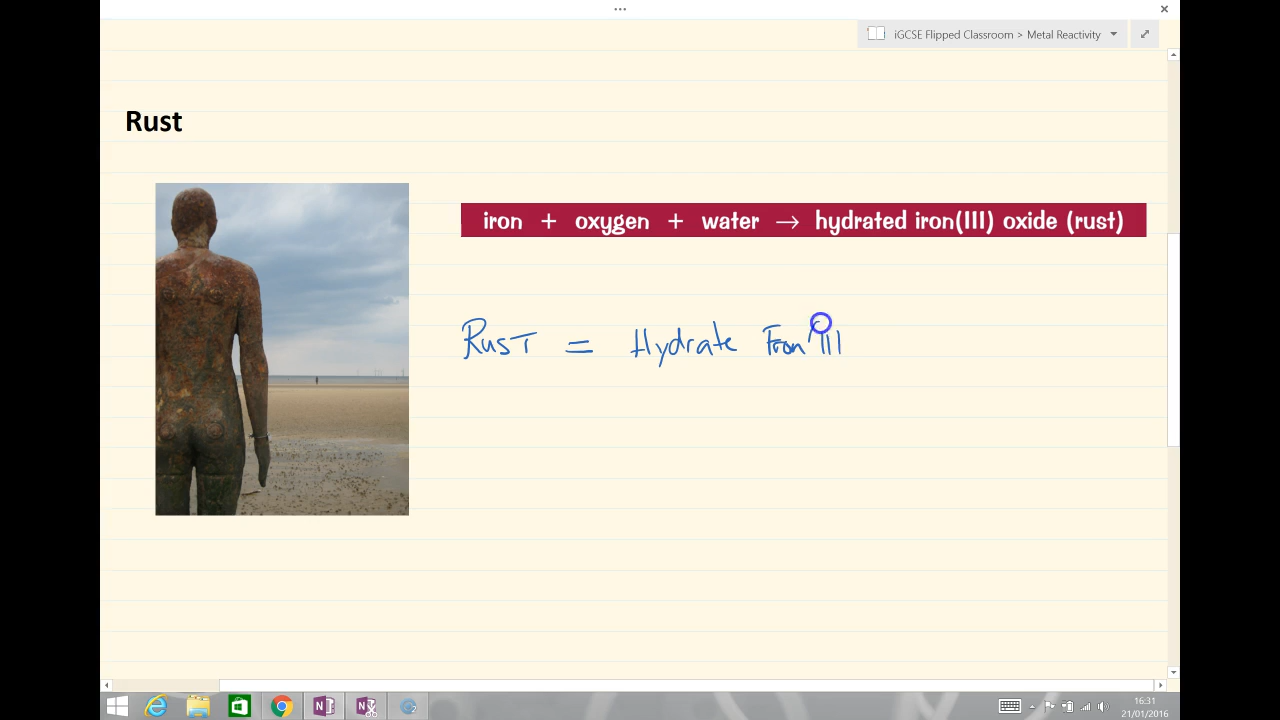 iGCSE Flipped Classroom > Metal Reactivity
Rust
iron + oxygen + water → hydrated iron(III) oxide (rust)
RusT = Hydrate Iron III
16:31
21/01/2016